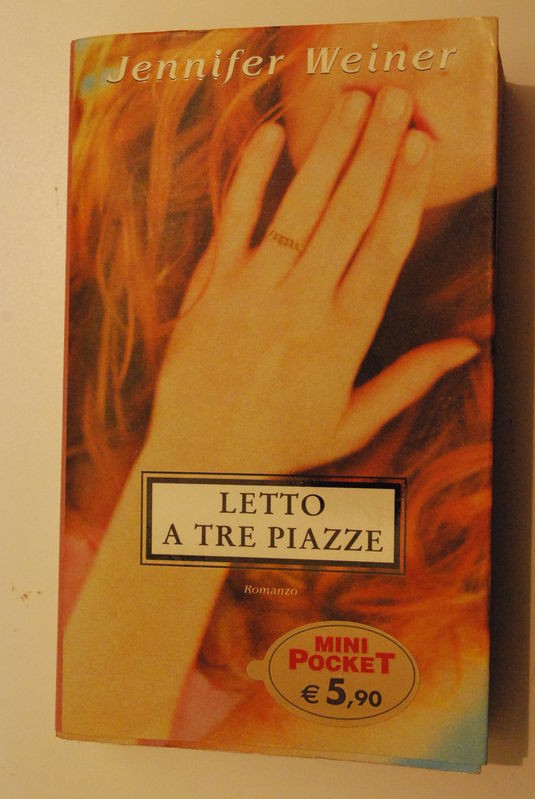 Jennifer Weiner
LETTO
A TRE PIAZZE
Romanzo
MINI
POCKET
€ 5,90